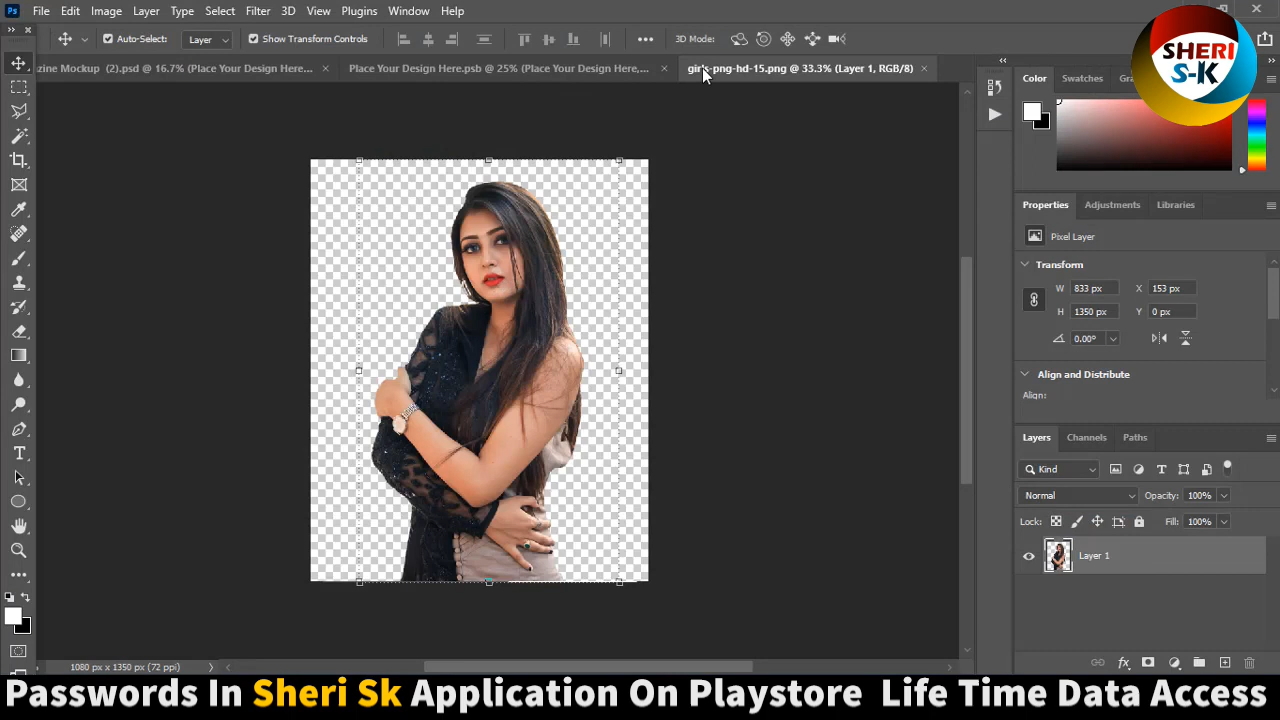 Ps File Edit Image Layer Type Select Filter 3D View Plugins Window Help
Auto-Select: Layer Show Transform Controls 3D Mode:
zine Mockup (2).psd @ 16.7% (Place Your Design Here... × Place Your Design Here.psb @ 25% (Place Your Design Here,... × girls-png-hd-15.png @ 33.3% (Layer 1, RGB/8) ×
SHERI
S-K
Color Swatches
Properties Adjustments Libraries
Pixel Layer
Transform
W 833 px X 153 px
H 1350 px Y 0 px
0.00°
Align and Distribute
Align:
Layers Channels Paths
Kind
Normal Opacity: 100%
Lock: Fill: 100%
Layer 1
1080 px x 1350 px (72 ppi)
Passwords In Sheri Sk Application On Playstore Life Time Data Access